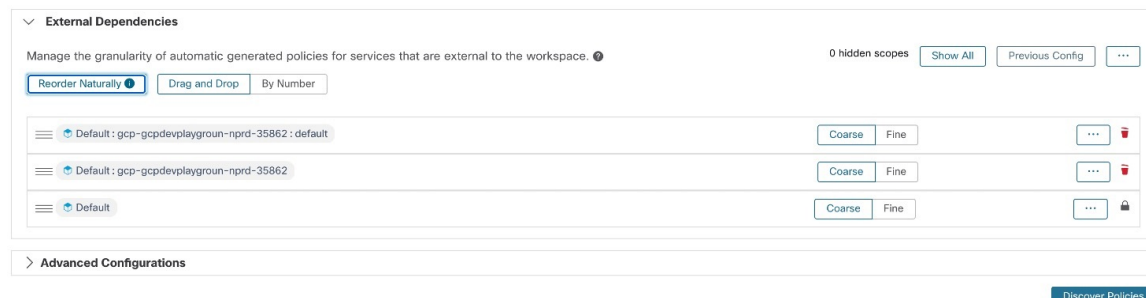 External Dependencies
Manage the granularity of automatic generated policies for services that are external to the workspace.
0 hidden scopes Show All Previous Config ...
Reorder Naturally Drag and Drop By Number
Default : gcp-gcpdevplaygroun-nprd-35862 : default Coarse Fine ...
Default : gcp-gcpdevplaygroun-nprd-35862 Coarse Fine ...
Default Coarse Fine ...
Advanced Configurations
Discover Policies